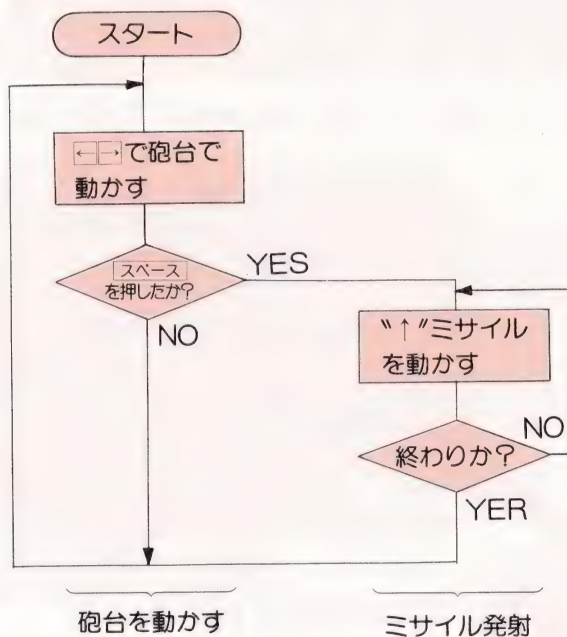 スタート
←→で砲台で
動かす
スペース
を押したか?
YES
NO
"↑"ミサイル
を動かす
終わりか?
NO
YER
砲台を動かす
ミサイル発射